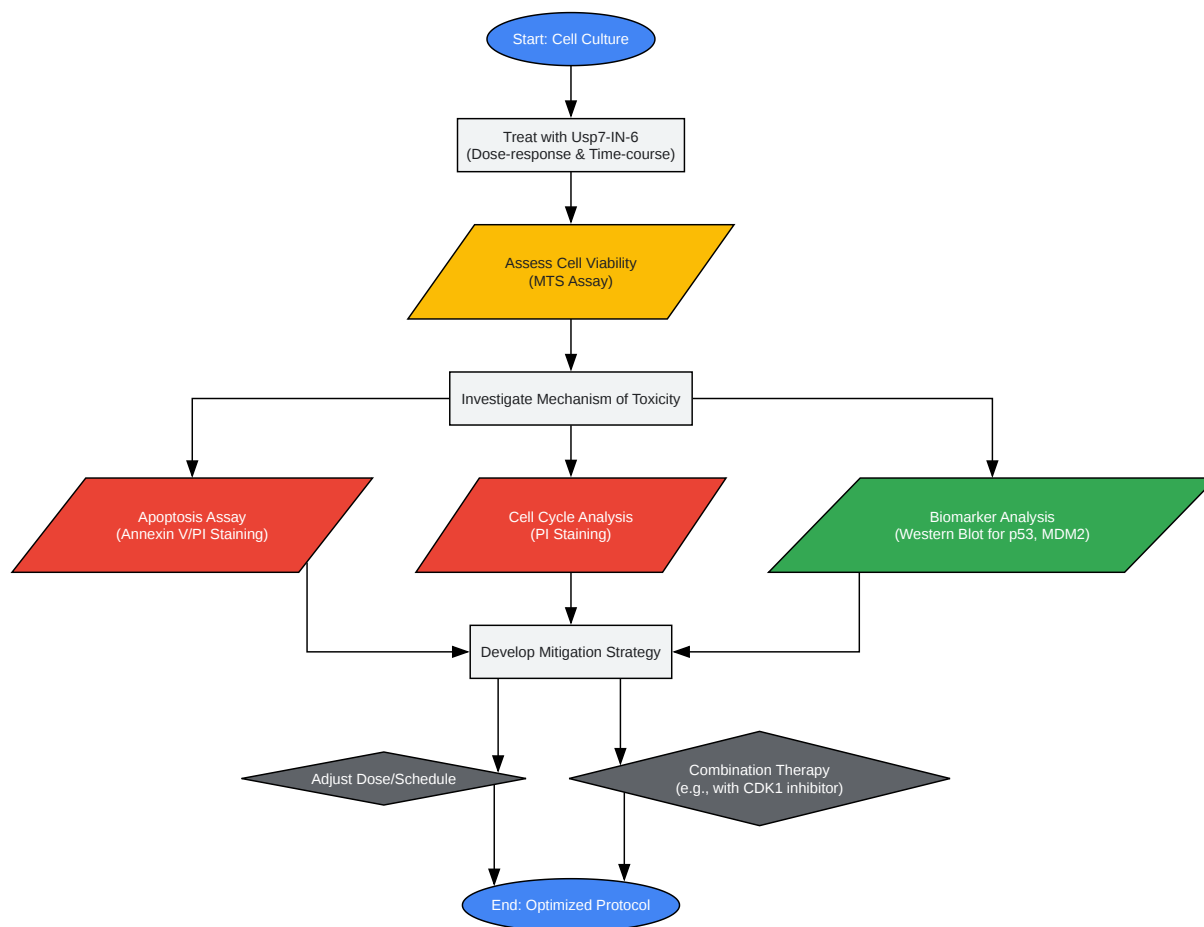 Start: Cell Culture
Treat with Usp7-IN-6
(Dose-response & Time-course)
Assess Cell Viability
(MTS Assay)
Investigate Mechanism of Toxicity
Apoptosis Assay
(Annexin V/PI Staining)
Cell Cycle Analysis
(PI Staining)
Biomarker Analysis
(Western Blot for p53, MDM2)
Develop Mitigation Strategy
Adjust Dose/Schedule
Combination Therapy
(e.g., with CDK1 inhibitor)
End: Optimized Protocol